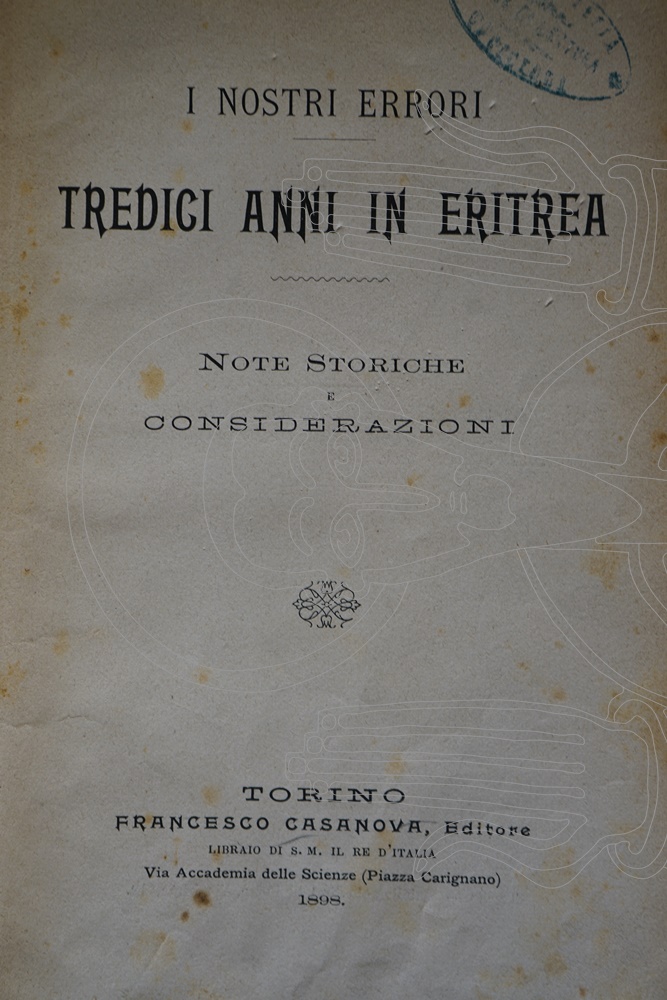 I NOSTRI ERRORI
TREDICI ANNI IN ERITREA
NOTE STORICHE
E
CONSIDERAZIONI
TORINO
FRANCESCO CASANOVA, Editore
LIBRAIO DI S. M. IL RE D'ITALIA
Via Accademia delle Scienze (Piazza Carignano)
1898.